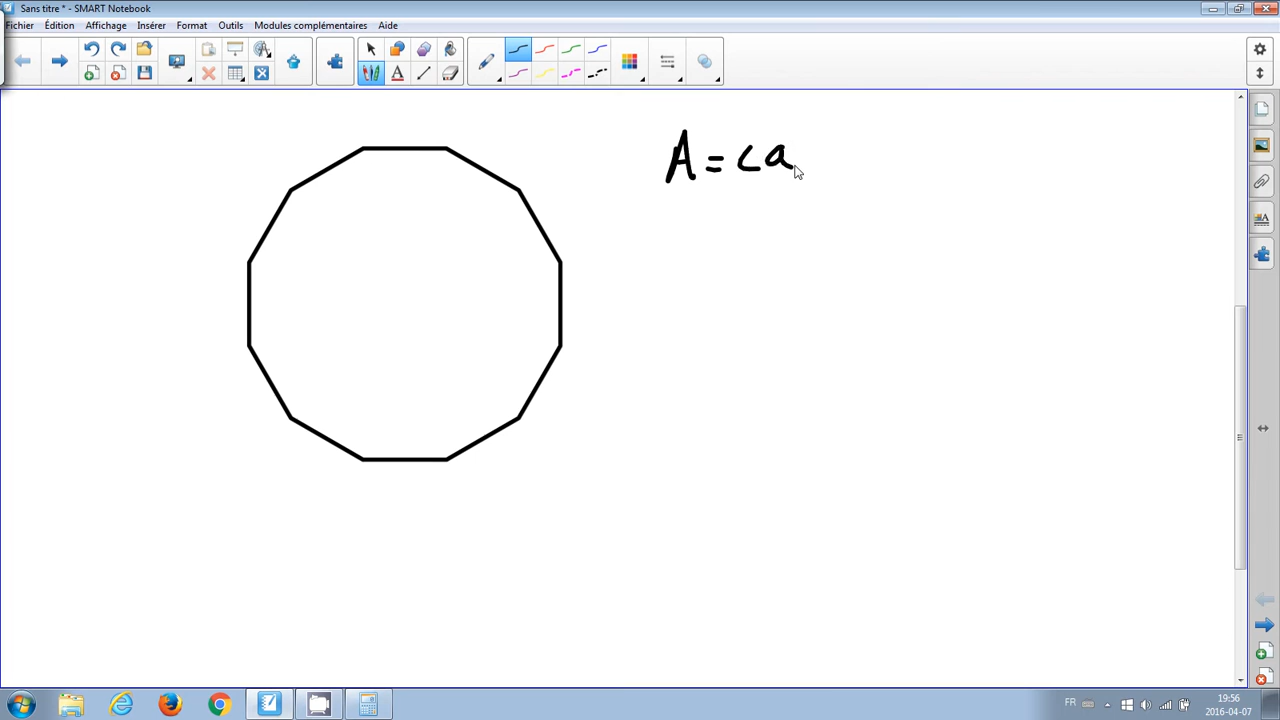 Sans titre * - SMART Notebook
Fichier Édition Affichage Insérer Format Outils Modules complémentaires Aide
A = ca
FR
19:56
2016-04-07